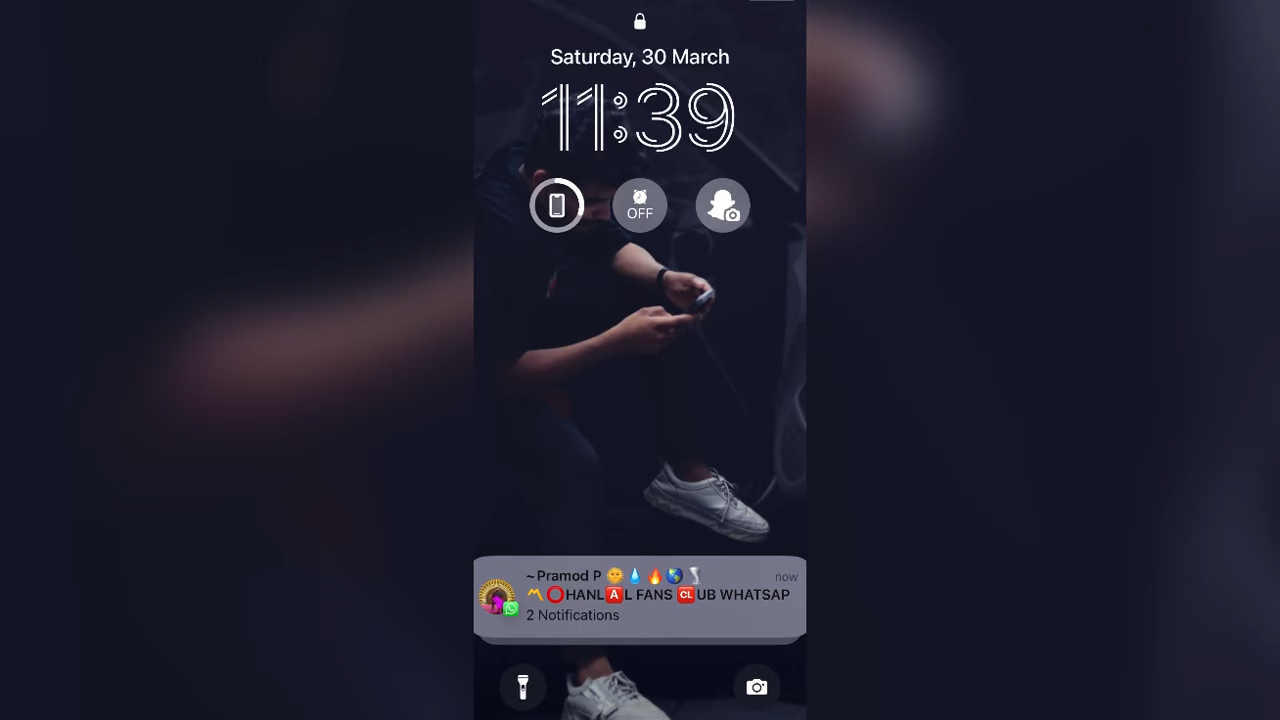 Saturday, 30 March
11:39
OFF
~Pramod P 🌞💧🔥🌎🌪️
now
〽️⭕HANL🅰️L FANS 🆑UB WHATSAP
2 Notifications